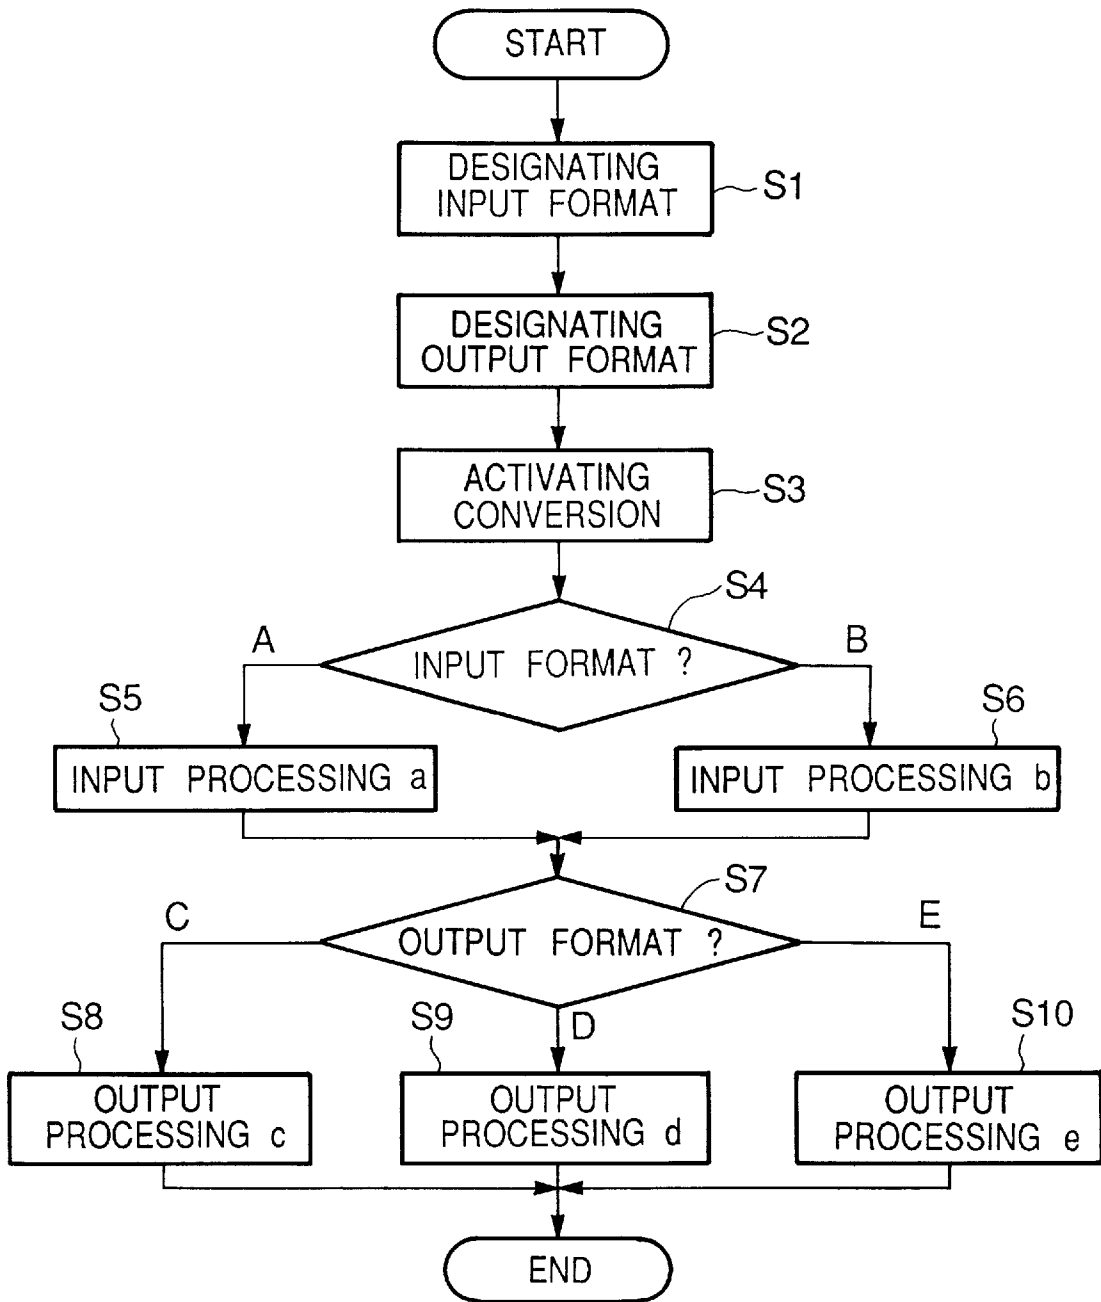 START
DESIGNATING
INPUT FORMAT
S1
DESIGNATING
OUTPUT FORMAT
S2
ACTIVATING
CONVERSION
S3
S4
A
INPUT FORMAT ?
B
S5
INPUT PROCESSING a
S6
INPUT PROCESSING b
S7
C
OUTPUT FORMAT ?
E
D
S8
OUTPUT
PROCESSING c
S9
OUTPUT
PROCESSING d
S10
OUTPUT
PROCESSING e
END